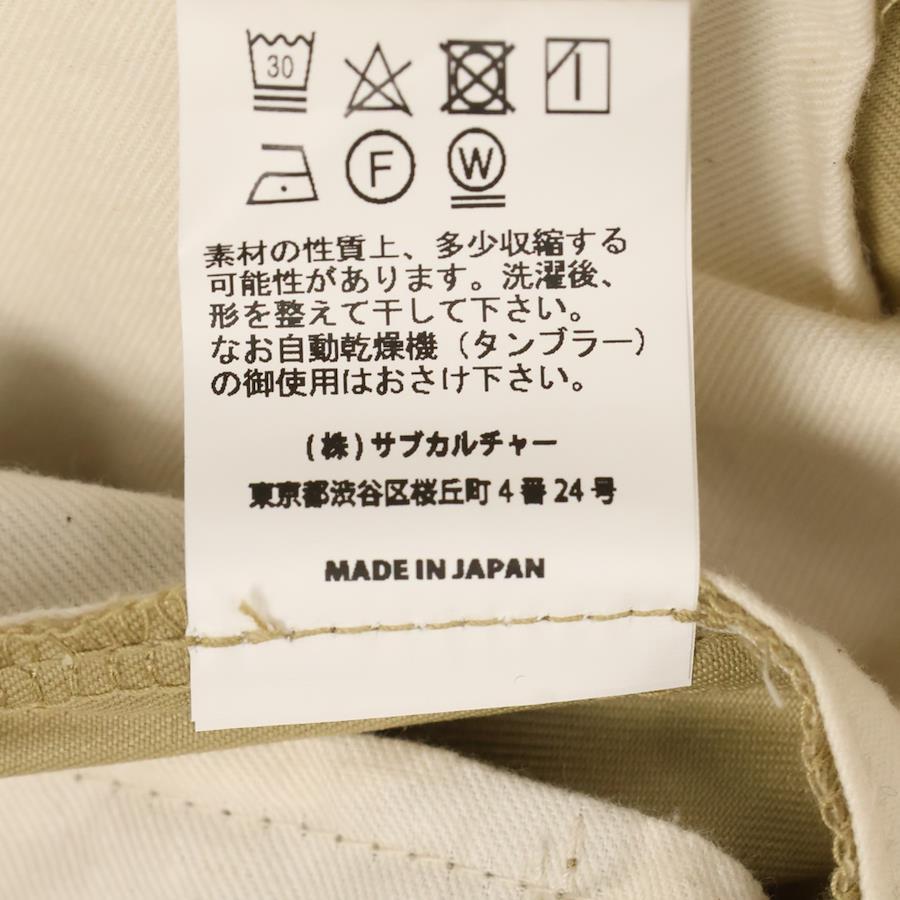 30
F W
素材の性質上、多少収縮する
可能性があります。洗濯後、
形を整えて干して下さい。
なお自動乾燥機（タンブラー）
の御使用はおさけ下さい。
(株)サブカルチャー
東京都渋谷区桜丘町4番24号
MADE IN JAPAN